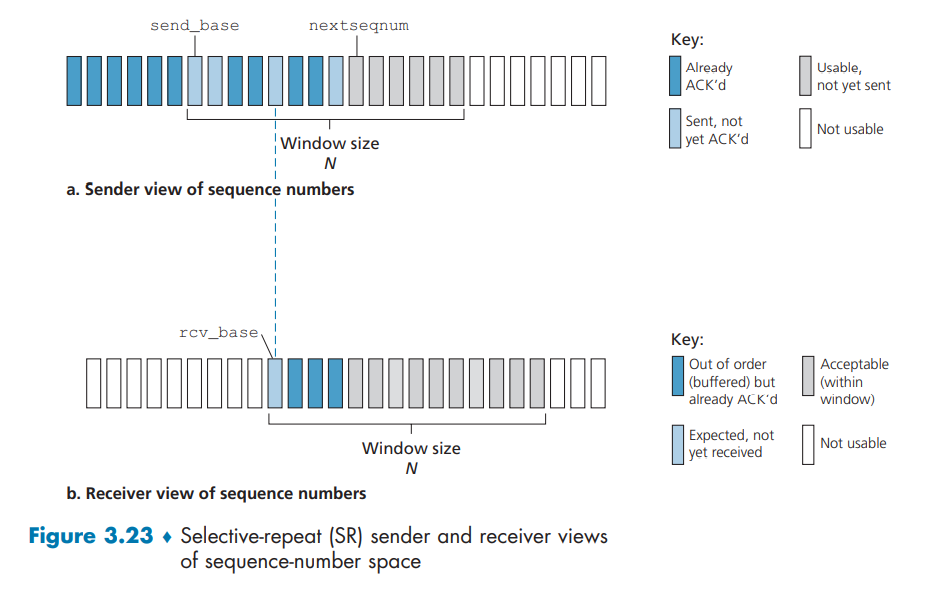 send_base
nextseqnum
Key:
Already
ACK'd
Usable,
not yet sent
Sent, not
yet ACK'd
Not usable
Window size
N
a. Sender view of sequence numbers
rcv_base
Key:
Out of order
(buffered) but
already ACK'd
Acceptable
(within
window)
Expected, not
yet received
Not usable
Window size
N
b. Receiver view of sequence numbers
Figure 3.23 ♦ Selective-repeat (SR) sender and receiver views
of sequence-number space